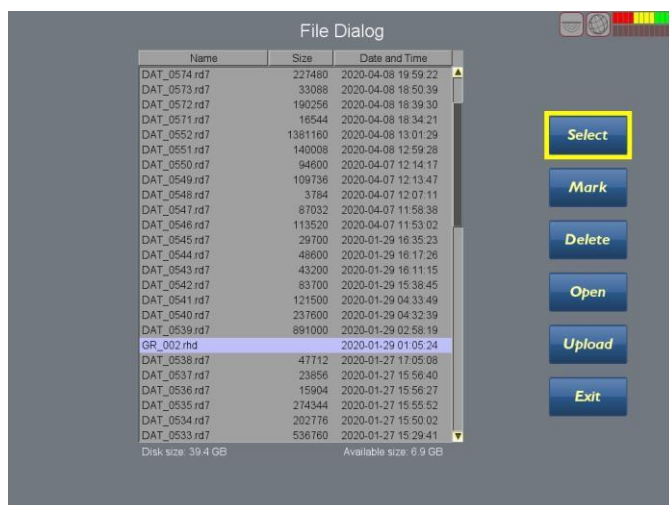 File Dialog
Name Size Date and Time
DAT_0574.rd7 227480 2020-04-08 19:59:22
DAT_0573.rd7 33088 2020-04-08 18:50:39
DAT_0572.rd7 190256 2020-04-08 18:39:30
DAT_0571.rd7 16544 2020-04-08 18:34:21
DAT_0552.rd7 1381160 2020-04-08 13:01:29
DAT_0551.rd7 140008 2020-04-08 12:59:28
DAT_0550.rd7 94600 2020-04-07 12:14:17
DAT_0549.rd7 109736 2020-04-07 12:13:47
DAT_0548.rd7 3784 2020-04-07 12:07:11
DAT_0547.rd7 87032 2020-04-07 11:58:38
DAT_0546.rd7 113520 2020-04-07 11:53:02
DAT_0545.rd7 29700 2020-01-29 16:35:23
DAT_0544.rd7 48600 2020-01-29 16:17:26
DAT_0543.rd7 43200 2020-01-29 16:11:15
DAT_0542.rd7 83700 2020-01-29 15:38:45
DAT_0541.rd7 121500 2020-01-29 04:33:49
DAT_0540.rd7 237600 2020-01-29 04:32:39
DAT_0539.rd7 891000 2020-01-29 02:58:19
GR_002.rhd 2020-01-29 01:05:24
DAT_0538.rd7 47712 2020-01-27 17:05:08
DAT_0537.rd7 23856 2020-01-27 15:56:40
DAT_0536.rd7 15904 2020-01-27 15:56:27
DAT_0535.rd7 274344 2020-01-27 15:55:52
DAT_0534.rd7 202776 2020-01-27 15:50:02
DAT_0533.rd7 536760 2020-01-27 15:29:41
Disk size: 39.4 GB Available size: 6.9 GB
Select
Mark
Delete
Open
Upload
Exit